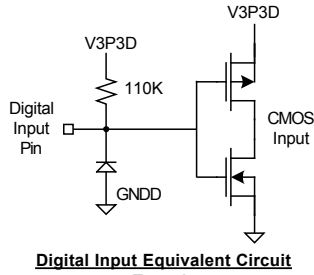 V3P3D
V3P3D
110K
Digital
Input
Pin
CMOS
Input
GNDD
Digital Input Equivalent Circuit